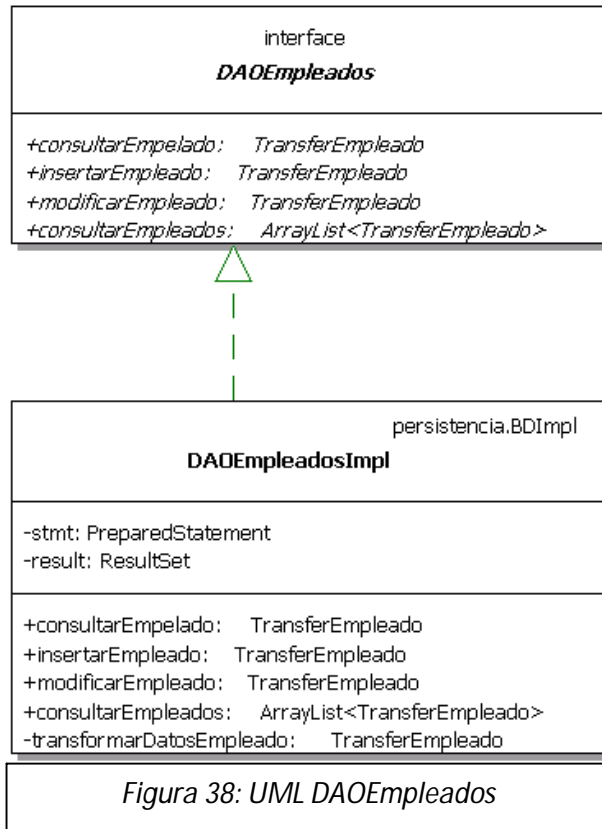 interface
DAOEmpleados
+consultarEmpelado: TransferEmpleado
+insertarEmpleado: TransferEmpleado
+modificarEmpleado: TransferEmpleado
+consultarEmpleados: ArrayList<TransferEmpleado>
persistencia.BDImpl
DAOEmpleadosImpl
-stmt: PreparedStatement
-result: ResultSet
+consultarEmpelado: TransferEmpleado
+insertarEmpleado: TransferEmpleado
+modificarEmpleado: TransferEmpleado
+consultarEmpleados: ArrayList<TransferEmpleado>
-transformarDatosEmpleado: TransferEmpleado
Figura 38: UML DAOEmpleados